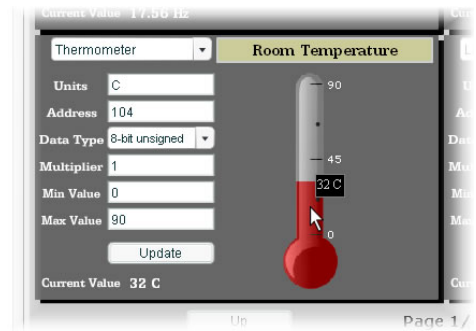 Current Value 17.56 Hz
Thermometer
Room Temperature
Units C
Address 104
Data Type 8-bit unsigned
Multiplier 1
Min Value 0
Max Value 90
Update
Current Value 32 C
90
45
32 C
0
Up
Page 1/